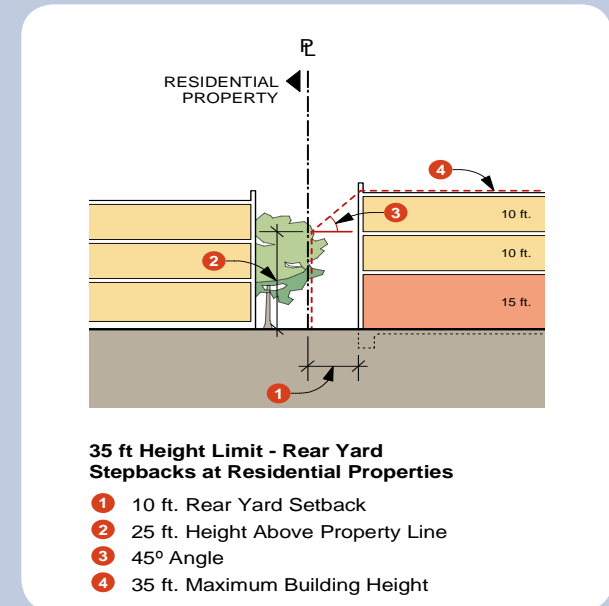 PL
RESIDENTIAL
PROPERTY
4
10 ft.
3
10 ft.
2
15 ft.
1
35 ft Height Limit - Rear Yard
Stepbacks at Residential Properties
1 10 ft. Rear Yard Setback
2 25 ft. Height Above Property Line
3 45º Angle
4 35 ft. Maximum Building Height